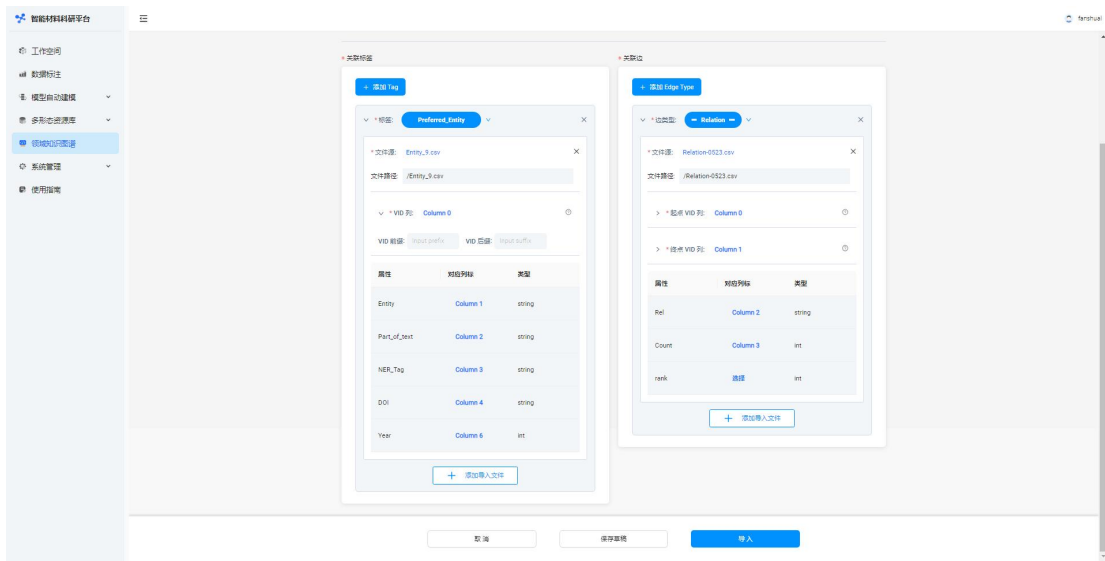 智能材料科研平台
fanshuai
工作空间
数据标注
模型自动建模
多形态资源库
领域知识图谱
系统管理
使用指南
* 关联标签
+ 添加 Tag
* 标签: Preferred_Entity
* 文件源: Entity_9.csv
文件路径: /Entity_9.csv
* VID 列: Column 0
VID 前缀: Input prefix VID 后缀: Input suffix
属性 对应列标 类型
Entity Column 1 string
Part_of_text Column 2 string
NER_Tag Column 3 string
DOI Column 4 string
Year Column 6 int
+ 添加导入文件
* 关联边
+ 添加 Edge Type
* 边类型: Relation
* 文件源: Relation-0523.csv
文件路径: /Relation-0523.csv
* 起点 VID 列: Column 0
* 终点 VID 列: Column 1
属性 对应列标 类型
Rel Column 2 string
Count Column 3 int
rank 选择 int
+ 添加导入文件
取消 保存草稿 导入